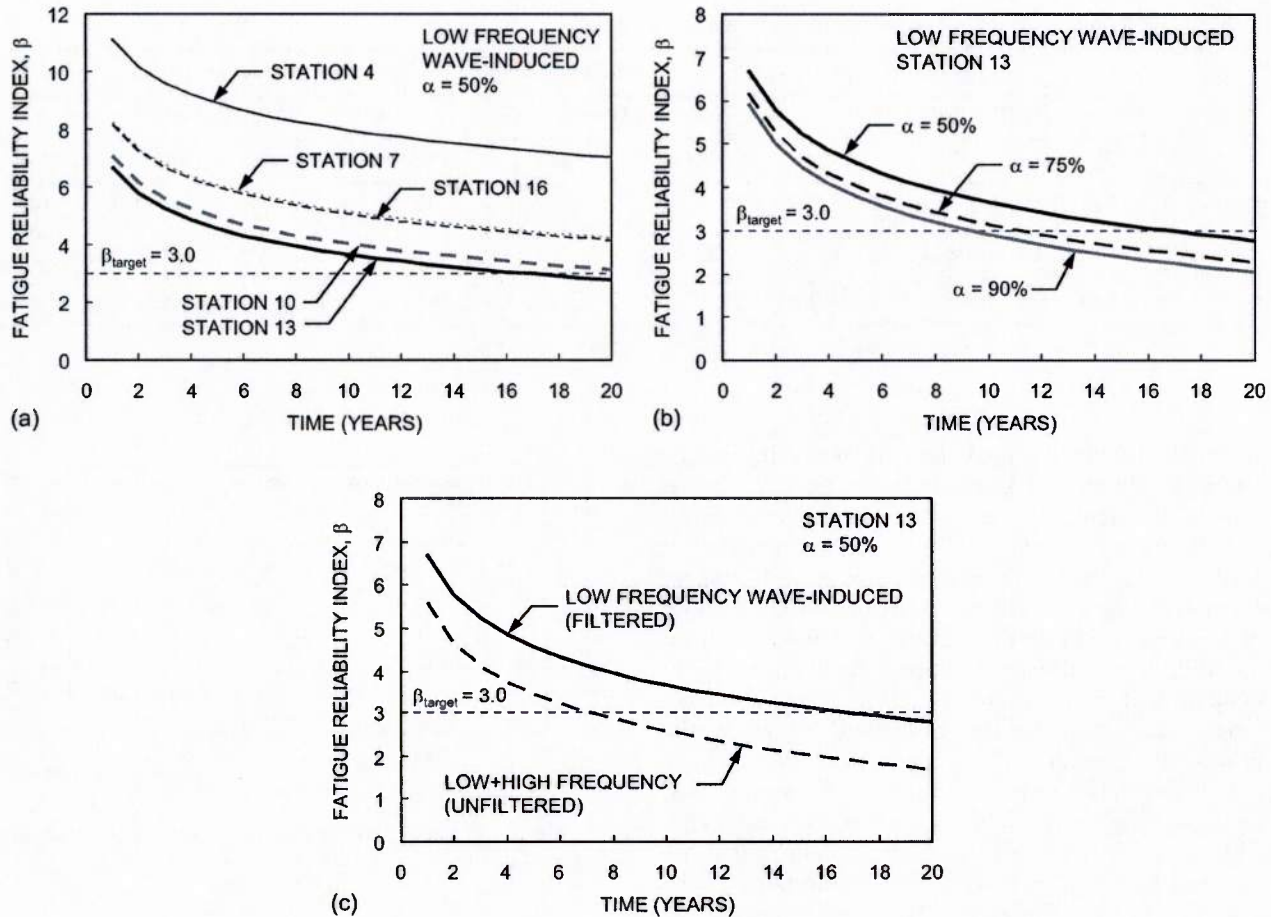 12
10
8
6
4
2
0
FATIGUE RELIABILITY INDEX, β
LOW FREQUENCY
WAVE-INDUCED
α = 50%
STATION 4
STATION 7
STATION 16
βtarget = 3.0
STATION 10
STATION 13
0 2 4 6 8 10 12 14 16 18 20
TIME (YEARS)
(a)
8
7
6
5
4
3
2
1
0
FATIGUE RELIABILITY INDEX, β
LOW FREQUENCY WAVE-INDUCED
STATION 13
α = 50%
α = 75%
βtarget = 3.0
α = 90%
0 2 4 6 8 10 12 14 16 18 20
TIME (YEARS)
(b)
8
7
6
5
4
3
2
1
0
FATIGUE RELIABILITY INDEX, β
STATION 13
α = 50%
LOW FREQUENCY WAVE-INDUCED
(FILTERED)
βtarget = 3.0
LOW+HIGH FREQUENCY
(UNFILTERED)
0 2 4 6 8 10 12 14 16 18 20
TIME (YEARS)
(c)